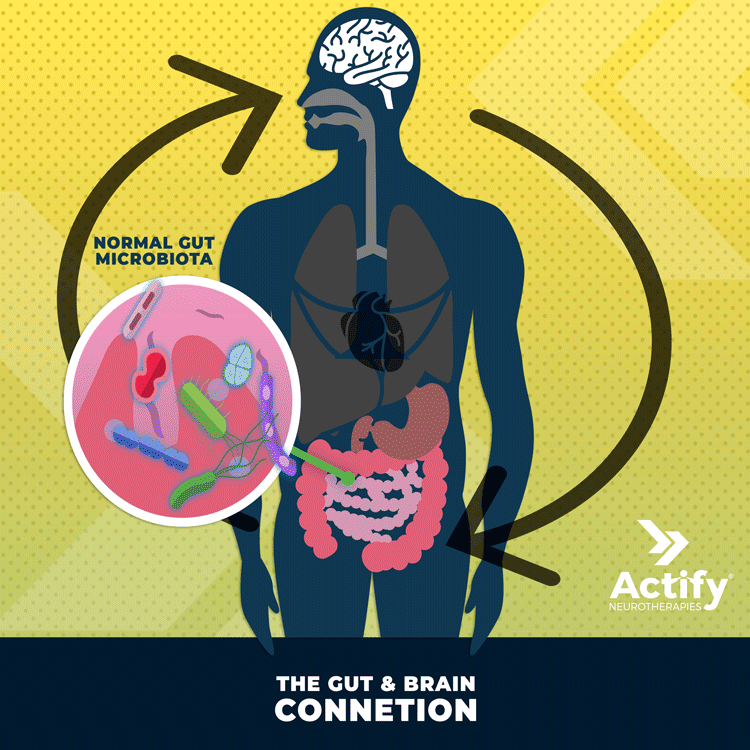 NORMAL GUT
MICROBIOTA
Actify®
NEUROTHERAPIES
THE GUT & BRAIN
CONNETION